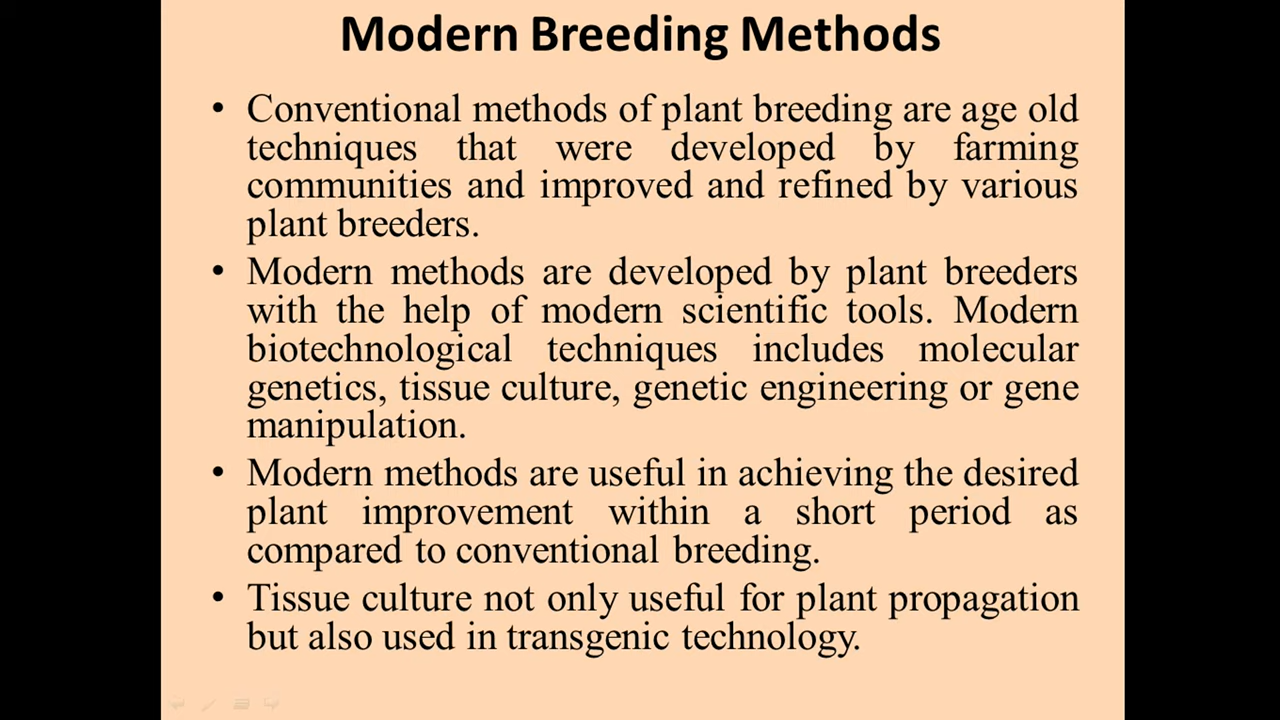 Modern Breeding Methods
• Conventional methods of plant breeding are age old
techniques that were developed by farming
communities and improved and refined by various
plant breeders.
• Modern methods are developed by plant breeders
with the help of modern scientific tools. Modern
biotechnological techniques includes molecular
genetics, tissue culture, genetic engineering or gene
manipulation.
• Modern methods are useful in achieving the desired
plant improvement within a short period as
compared to conventional breeding.
• Tissue culture not only useful for plant propagation
but also used in transgenic technology.